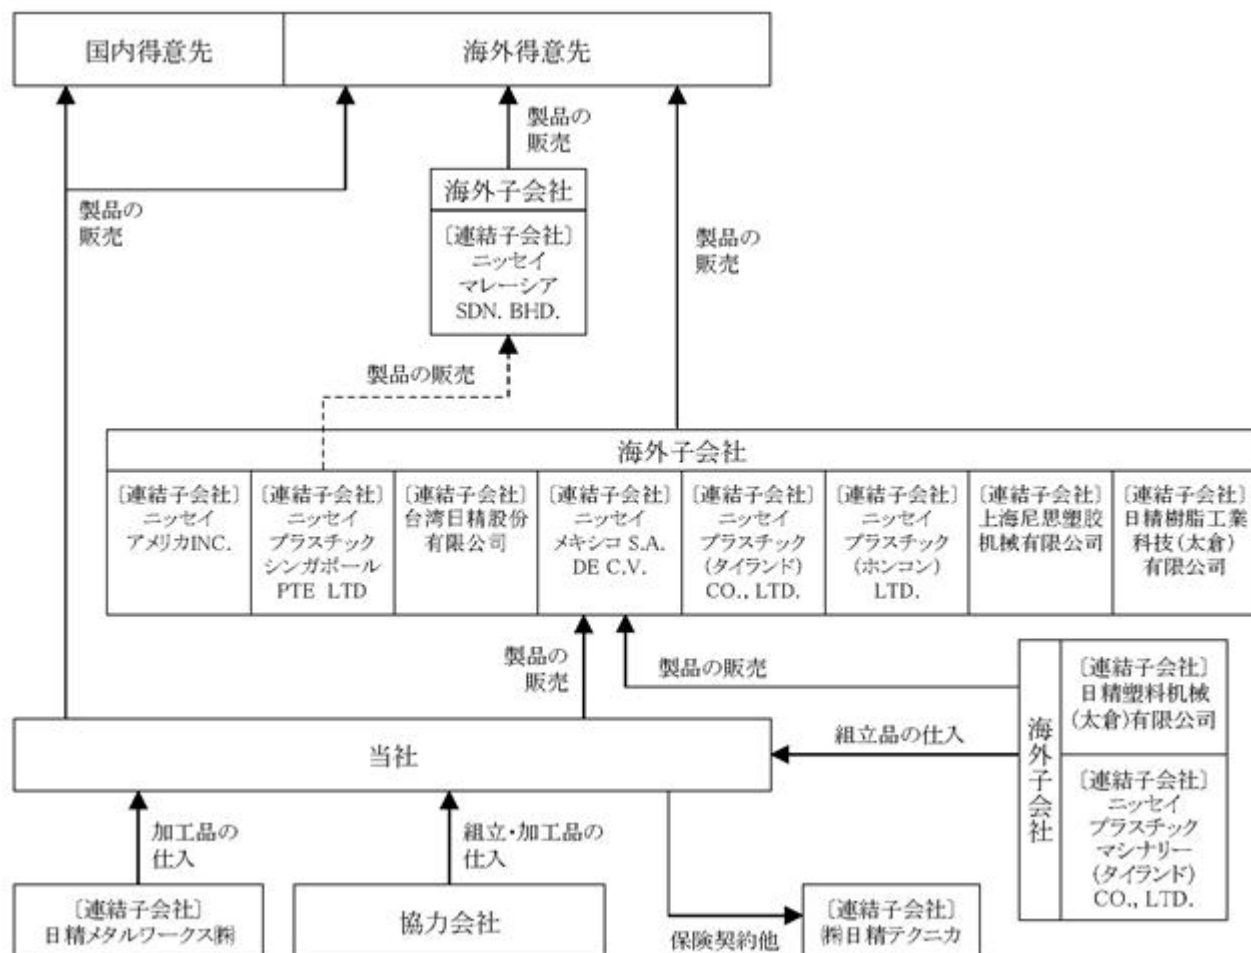 国内得意先
海外得意先
製品の
販売
製品の
販売
製品の
販売
海外子会社
〔連結子会社〕
ニッセイ
マレーシア
SDN. BHD.
製品の販売
海外子会社
〔連結子会社〕
ニッセイ
アメリカINC.
〔連結子会社〕
ニッセイ
プラスチック
シンガポール
PTE LTD
〔連結子会社〕
台湾日精股份
有限公司
〔連結子会社〕
ニッセイ
メキシコ S.A.
DE C.V.
〔連結子会社〕
ニッセイ
プラスチック
(タイランド)
CO., LTD.
〔連結子会社〕
ニッセイ
プラスチック
(ホンコン)
LTD.
〔連結子会社〕
上海尼思塑胶
机械有限公司
〔連結子会社〕
日精樹脂工業
科技(太倉)
有限公司
製品の
販売
製品の販売
海外子会社
〔連結子会社〕
日精塑料机械
(太倉)有限公司
〔連結子会社〕
ニッセイ
プラスチック
マシナリー
(タイランド)
CO., LTD.
組立品の仕入
当社
加工品の
仕入
組立・加工品の
仕入
保険契約他
〔連結子会社〕
日精メタルワークス㈱
協力会社
〔連結子会社〕
㈱日精テクニカ